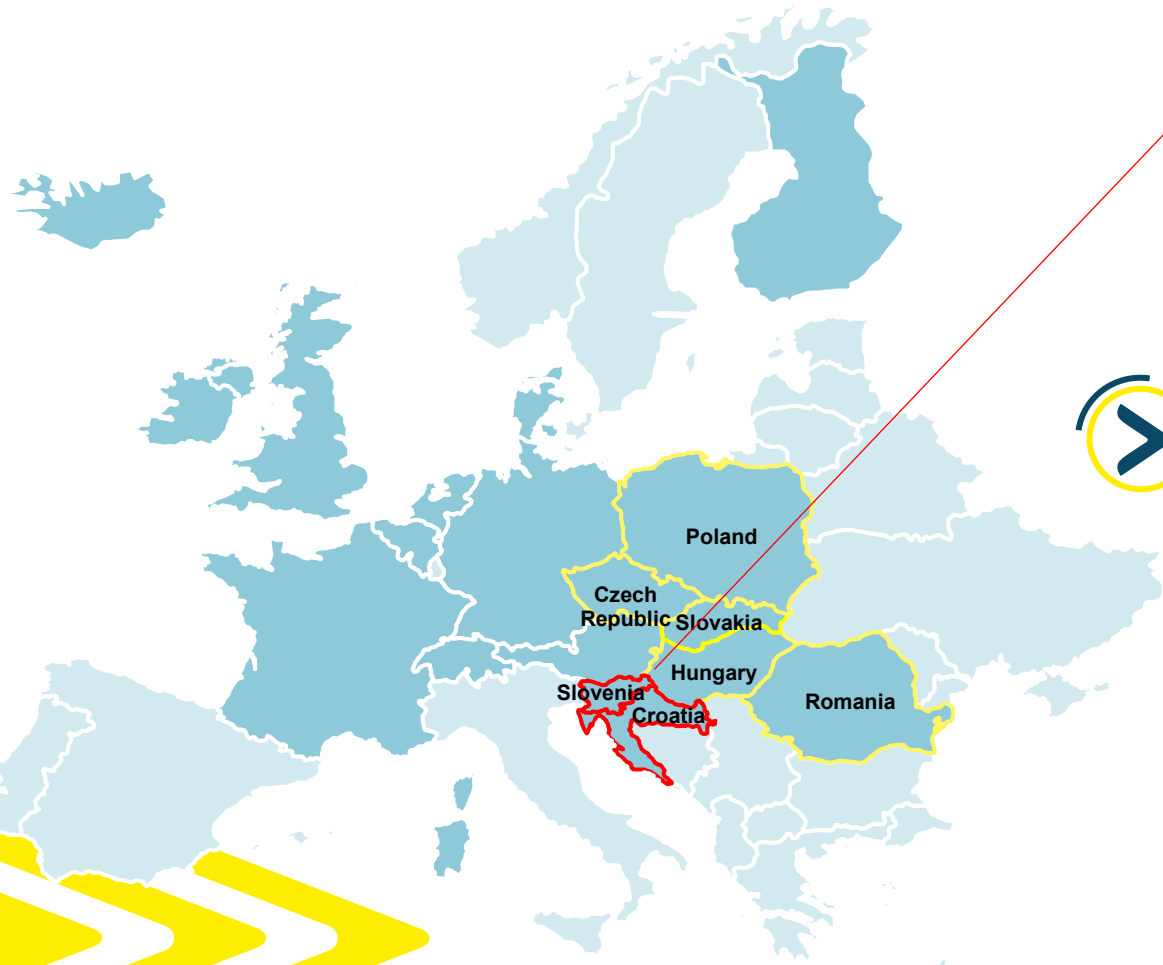 Poland
Czech
Republic
Slovakia
Hungary
Slovenia
Romania
Croatia